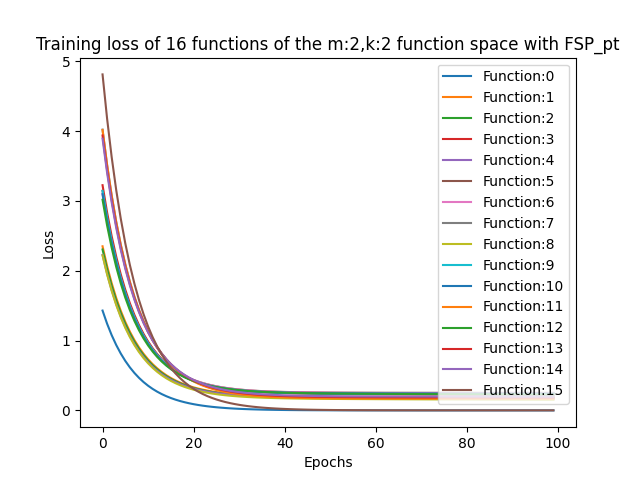 Training loss of 16 functions of the m:2,k:2 function space with FSP_pt
5
4
3
2
1
0
Loss
0
20
40
60
80
100
Epochs
Function:0
Function:1
Function:2
Function:3
Function:4
Function:5
Function:6
Function:7
Function:8
Function:9
Function:10
Function:11
Function:12
Function:13
Function:14
Function:15